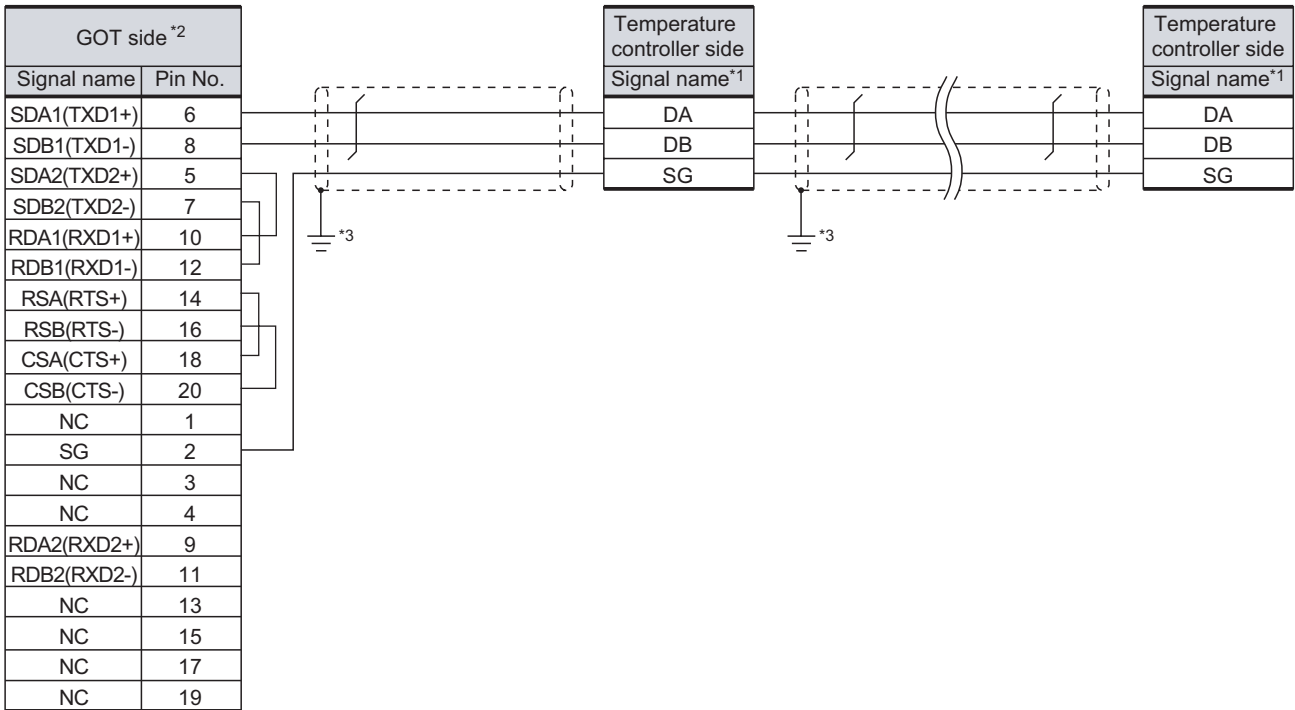 GOT side *2
Signal name Pin No.
SDA1(TXD1+) 6
SDB1(TXD1-) 8
SDA2(TXD2+) 5
SDB2(TXD2-) 7
RDA1(RXD1+) 10
RDB1(RXD1-) 12
RSA(RTS+) 14
RSB(RTS-) 16
CSA(CTS+) 18
CSB(CTS-) 20
NC 1
SG 2
NC 3
NC 4
RDA2(RXD2+) 9
RDB2(RXD2-) 11
NC 13
NC 15
NC 17
NC 19
*3
Temperature
controller side
Signal name*1
DA
DB
SG
*3
Temperature
controller side
Signal name*1
DA
DB
SG